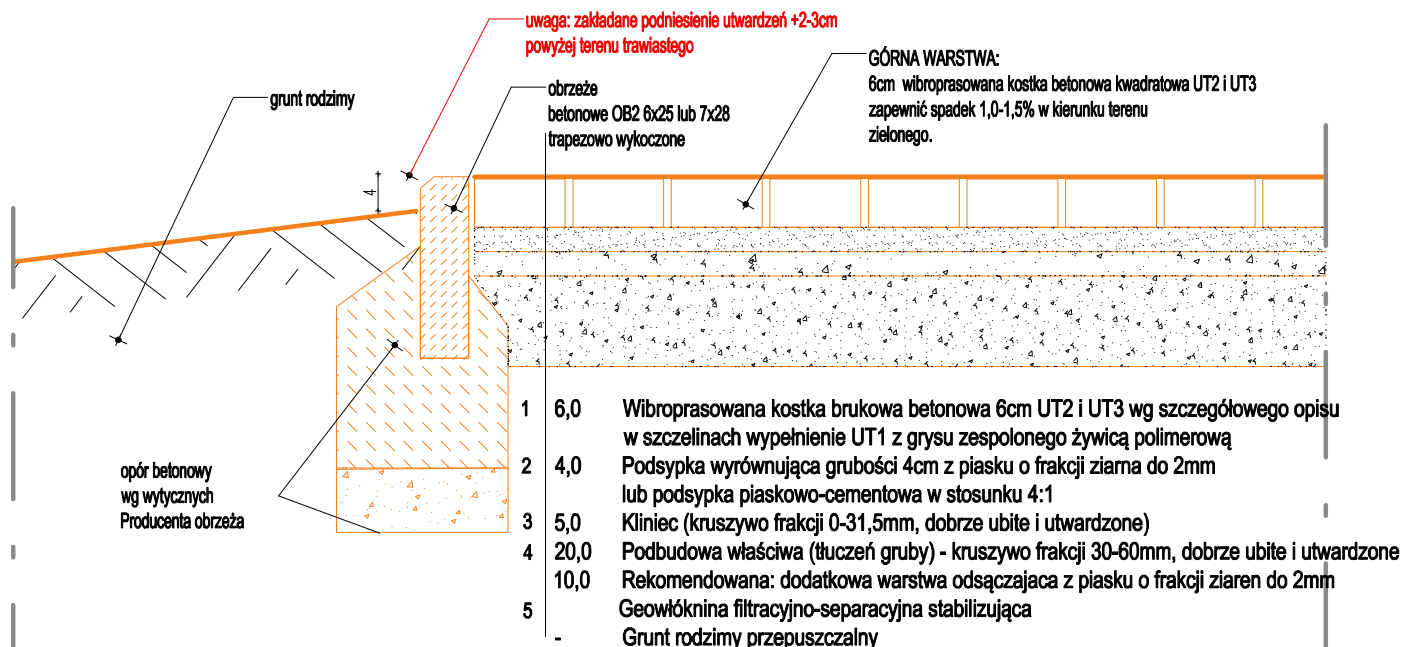 uwaga: zakładane podniesienie utwardzeń +2-3cm
powyżej terenu trawiastego
GÓRNA WARSTWA:
6cm wibroprasowana kostka betonowa kwadratowa UT2 i UT3
zapewnić spadek 1,0-1,5% w kierunku terenu
zielonego.
obrzeże
betonowe OB2 6x25 lub 7x28
trapezowo wykoczone
grunt rodzimy
4
1 6,0 Wibroprasowana kostka brukowa betonowa 6cm UT2 i UT3 wg szczegółowego opisu
w szczelinach wypełnienie UT1 z grysu zespolonego żywicą polimerową
2 4,0 Podsypka wyrównująca grubości 4cm z piasku o frakcji ziarna do 2mm
lub podsypka piaskowo-cementowa w stosunku 4:1
3 5,0 Kliniec (kruszywo frakcji 0-31,5mm, dobrze ubite i utwardzone)
4 20,0 Podbudowa właściwa (tłuczeń gruby) - kruszywo frakcji 30-60mm, dobrze ubite i utwardzone
10,0 Rekomendowana: dodatkowa warstwa odsączajaca z piasku o frakcji ziaren do 2mm
5 Geowłóknina filtracyjno-separacyjna stabilizująca
- Grunt rodzimy przepuszczalny
opór betonowy
wg wytycznych
Producenta obrzeża